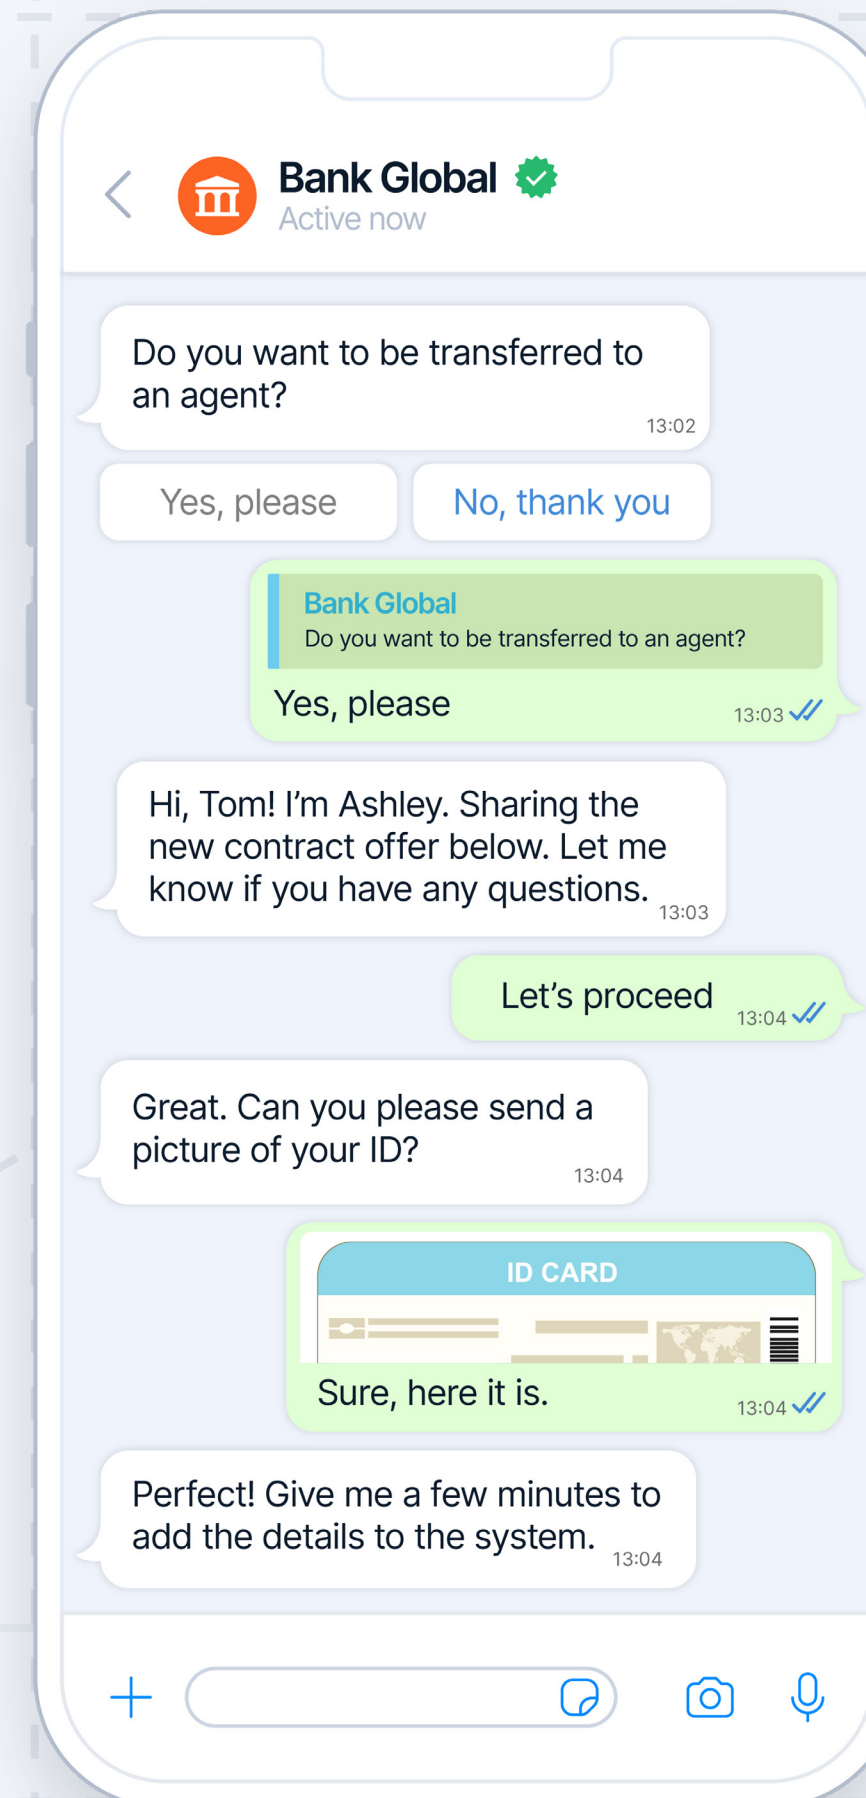 Bank Global
Active now
Do you want to be transferred to
an agent?
13:02
Yes, please
No, thank you
Bank Global
Do you want to be transferred to an agent?
Yes, please
13:03
Hi, Tom! I’m Ashley. Sharing the
new contract offer below. Let me
know if you have any questions.
13:03
Let’s proceed
13:04
Great. Can you please send a
picture of your ID?
13:04
ID CARD
Sure, here it is.
13:04
Perfect! Give me a few minutes to
add the details to the system.
13:04